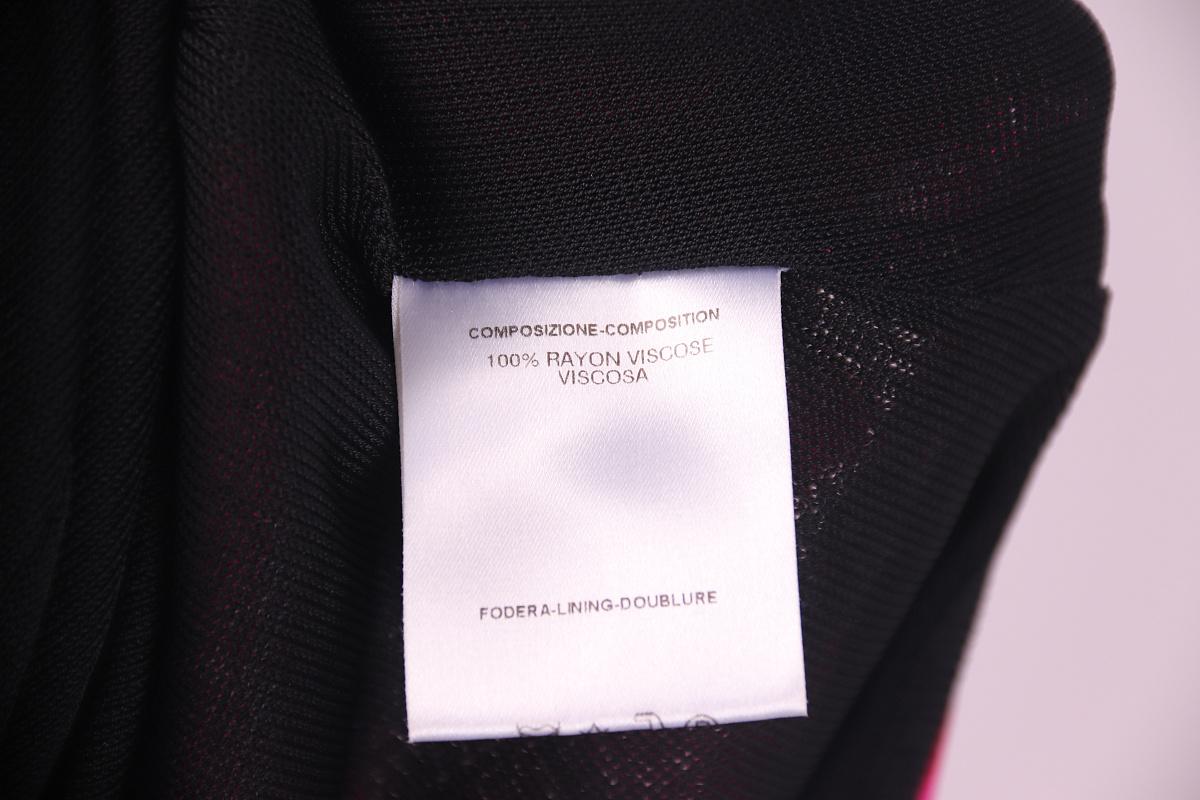 COMPOSIZIONE-COMPOSITION
100% RAYON VISCOSE
VISCOSA
FODERA-LINING-DOUBLURE